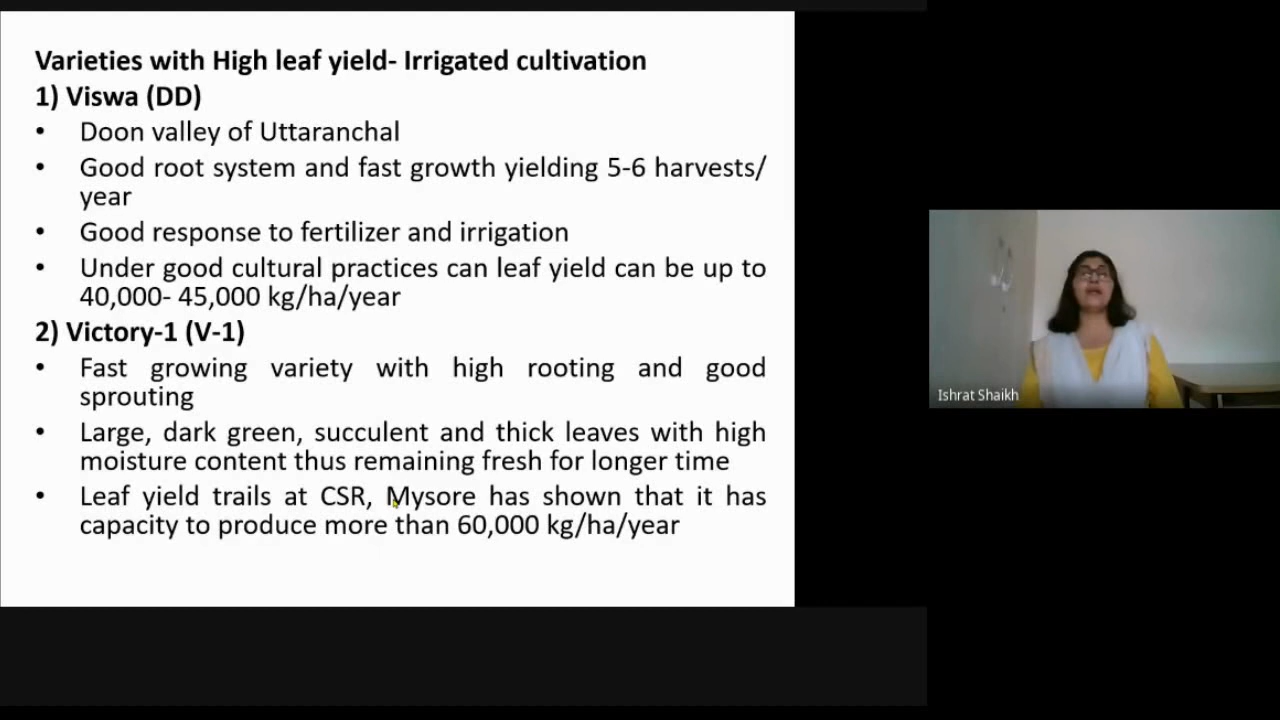 Varieties with High leaf yield- Irrigated cultivation
1) Viswa (DD)
• Doon valley of Uttaranchal
• Good root system and fast growth yielding 5-6 harvests/
year
• Good response to fertilizer and irrigation
• Under good cultural practices can leaf yield can be up to
40,000- 45,000 kg/ha/year
2) Victory-1 (V-1)
• Fast growing variety with high rooting and good
sprouting
• Large, dark green, succulent and thick leaves with high
moisture content thus remaining fresh for longer time
• Leaf yield trails at CSR, Mysore has shown that it has
capacity to produce more than 60,000 kg/ha/year
Ishrat Shaikh